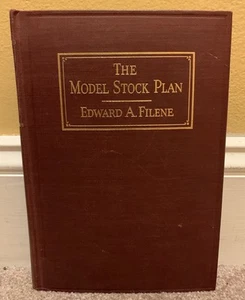 THE
MODEL STOCK PLAN
EDWARD A. FILENE